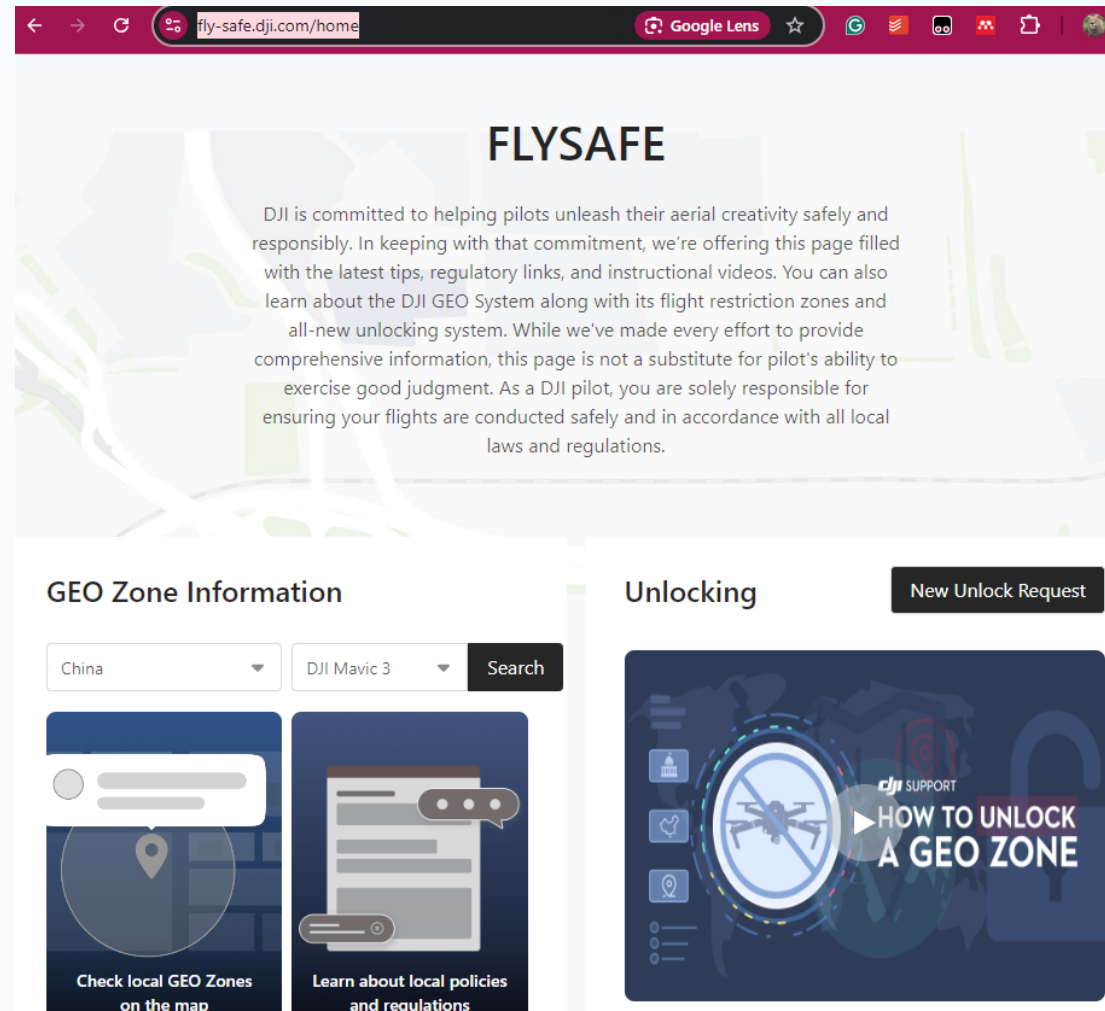 fly-safe.dji.com/home
Google Lens
FLYSAFE
DJI is committed to helping pilots unleash their aerial creativity safely and
responsibly. In keeping with that commitment, we're offering this page filled
with the latest tips, regulatory links, and instructional videos. You can also
learn about the DJI GEO System along with its flight restriction zones and
all-new unlocking system. While we've made every effort to provide
comprehensive information, this page is not a substitute for pilot's ability to
exercise good judgment. As a DJI pilot, you are solely responsible for
ensuring your flights are conducted safely and in accordance with all local
laws and regulations.
GEO Zone Information
China
DJI Mavic 3
Search
Check local GEO Zones
on the map
Learn about local policies
and regulations
Unlocking
New Unlock Request
dji SUPPORT
HOW TO UNLOCK
A GEO ZONE